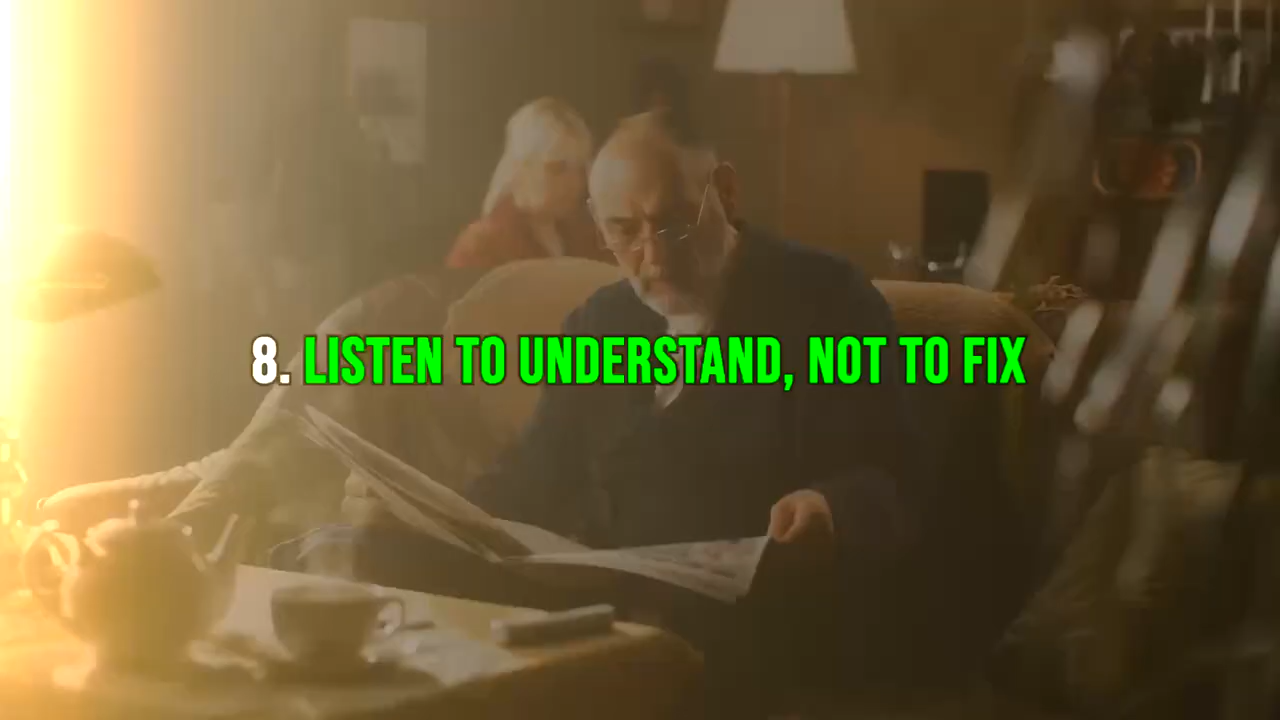 8. LISTEN TO UNDERSTAND, NOT TO FIX